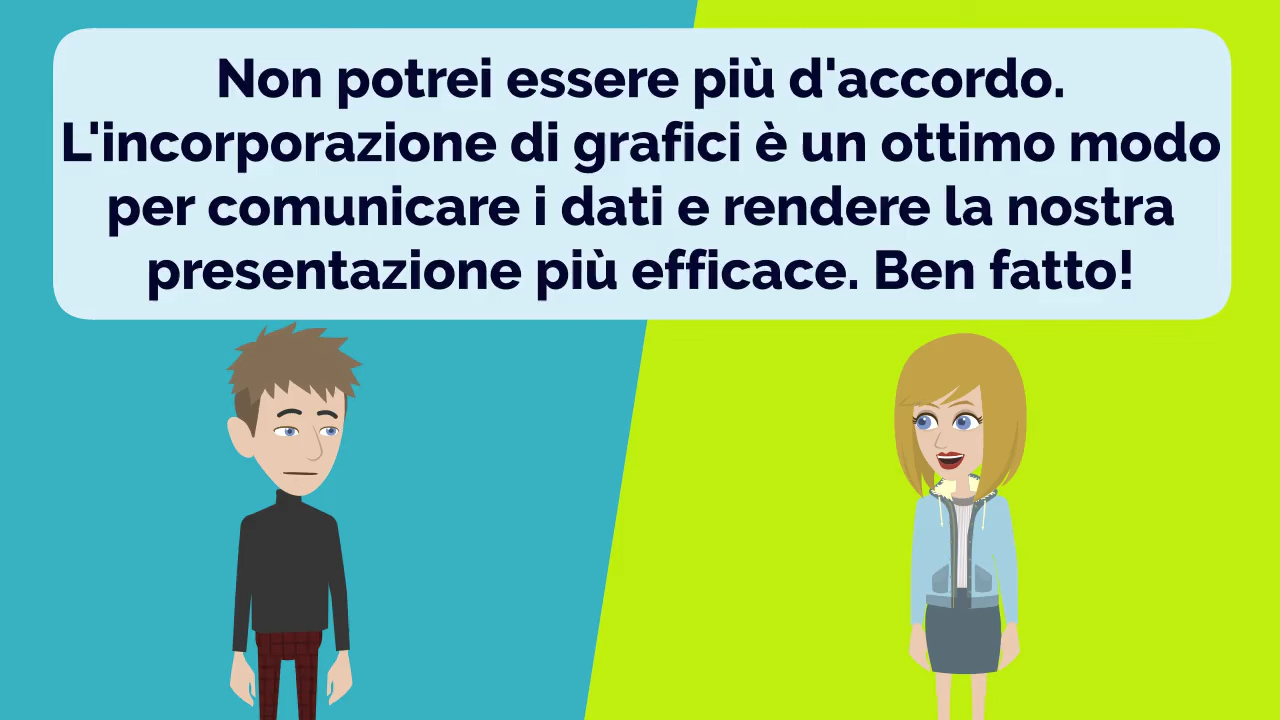 Non potrei essere più d'accordo.
L'incorporazione di grafici è un ottimo modo
per comunicare i dati e rendere la nostra
presentazione più efficace. Ben fatto!